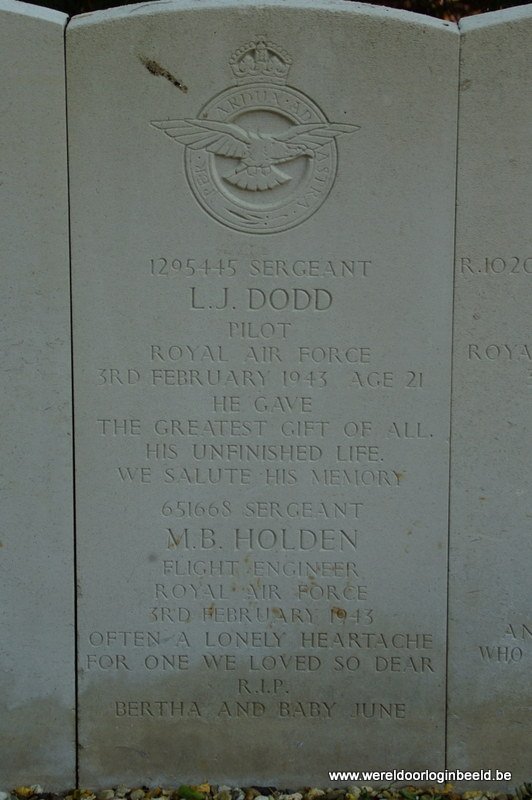 PER ARDUA AD ASTRA
1295445 SERGEANT
L.J. DODD
PILOT
ROYAL AIR FORCE
3RD FEBRUARY 1943 AGE 21
HE GAVE
THE GREATEST GIFT OF ALL.
HIS UNFINISHED LIFE.
WE SALUTE HIS MEMORY
651668 SERGEANT
M.B. HOLDEN
FLIGHT ENGINEER
ROYAL AIR FORCE
3RD FEBRUARY 1943
OFTEN A LONELY HEARTACHE
FOR ONE WE LOVED SO DEAR
R.I.P.
BERTHA AND BABY JUNE
R.1020
ROYA
AN
WHO
www.wereldoorloginbeeld.be